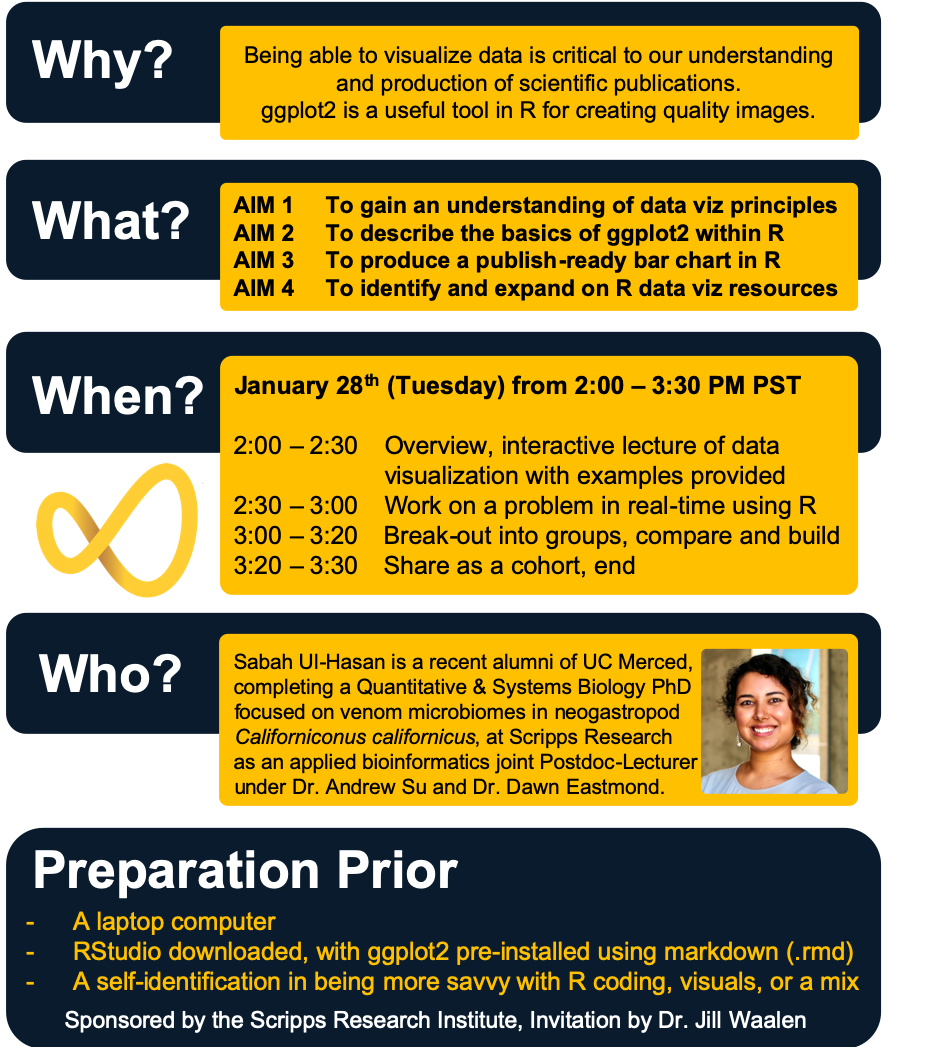 Why?
Being able to visualize data is critical to our understanding
and production of scientific publications.
ggplot2 is a useful tool in R for creating quality images.
What?
AIM 1 To gain an understanding of data viz principles
AIM 2 To describe the basics of ggplot2 within R
AIM 3 To produce a publish-ready bar chart in R
AIM 4 To identify and expand on R data viz resources
When?
January 28th (Tuesday) from 2:00 – 3:30 PM PST
2:00 – 2:30 Overview, interactive lecture of data
visualization with examples provided
2:30 – 3:00 Work on a problem in real-time using R
3:00 – 3:20 Break-out into groups, compare and build
3:20 – 3:30 Share as a cohort, end
Who?
Sabah Ul-Hasan is a recent alumni of UC Merced,
completing a Quantitative & Systems Biology PhD
focused on venom microbiomes in neogastropod
Californiconus californicus, at Scripps Research
as an applied bioinformatics joint Postdoc-Lecturer
under Dr. Andrew Su and Dr. Dawn Eastmond.
Preparation Prior
- A laptop computer
- RStudio downloaded, with ggplot2 pre-installed using markdown (.rmd)
- A self-identification in being more savvy with R coding, visuals, or a mix
Sponsored by the Scripps Research Institute, Invitation by Dr. Jill Waalen